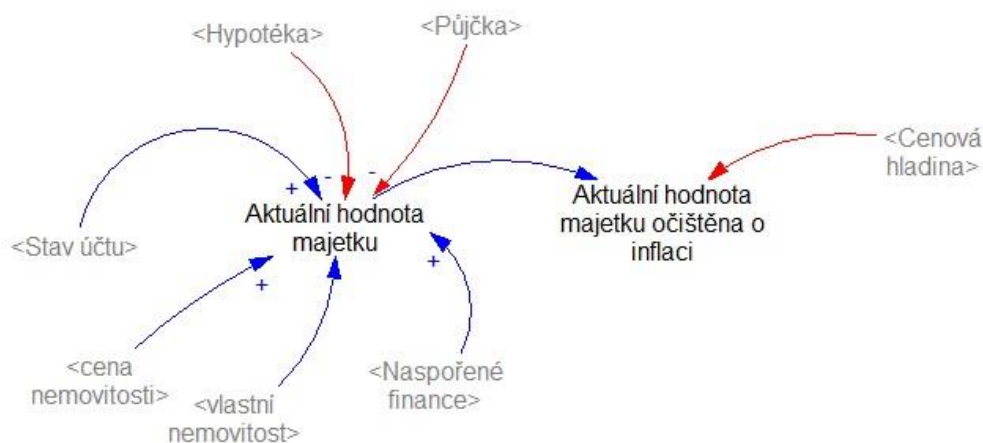 <Hypotéka>
<Půjčka>
<Cenová
hladina>
+
- - -
Aktuální hodnota
majetku
Aktuální hodnota
majetku očištěna o
inflaci
<Stav účtu>
+
+
<cena
nemovitosti>
<vlastní
nemovitost>
<Naspořené
finance>